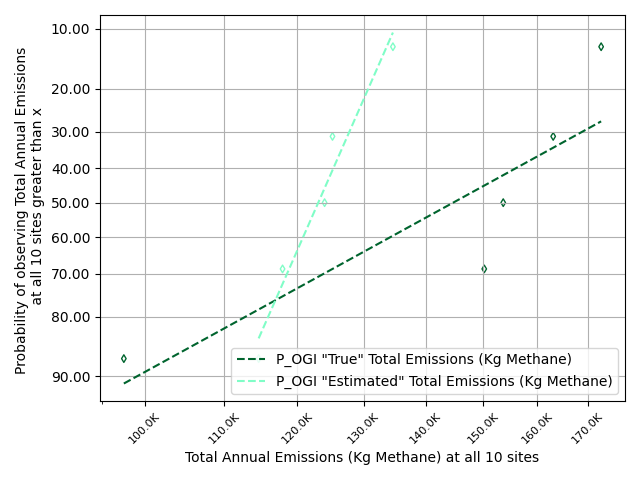 Probability of observing Total Annual Emissions
at all 10 sites greater than x
10.00
20.00
30.00
40.00
50.00
60.00
70.00
80.00
90.00
P_OGI "True" Total Emissions (Kg Methane)
P_OGI "Estimated" Total Emissions (Kg Methane)
100.0K
110.0K
120.0K
130.0K
140.0K
150.0K
160.0K
170.0K
Total Annual Emissions (Kg Methane) at all 10 sites